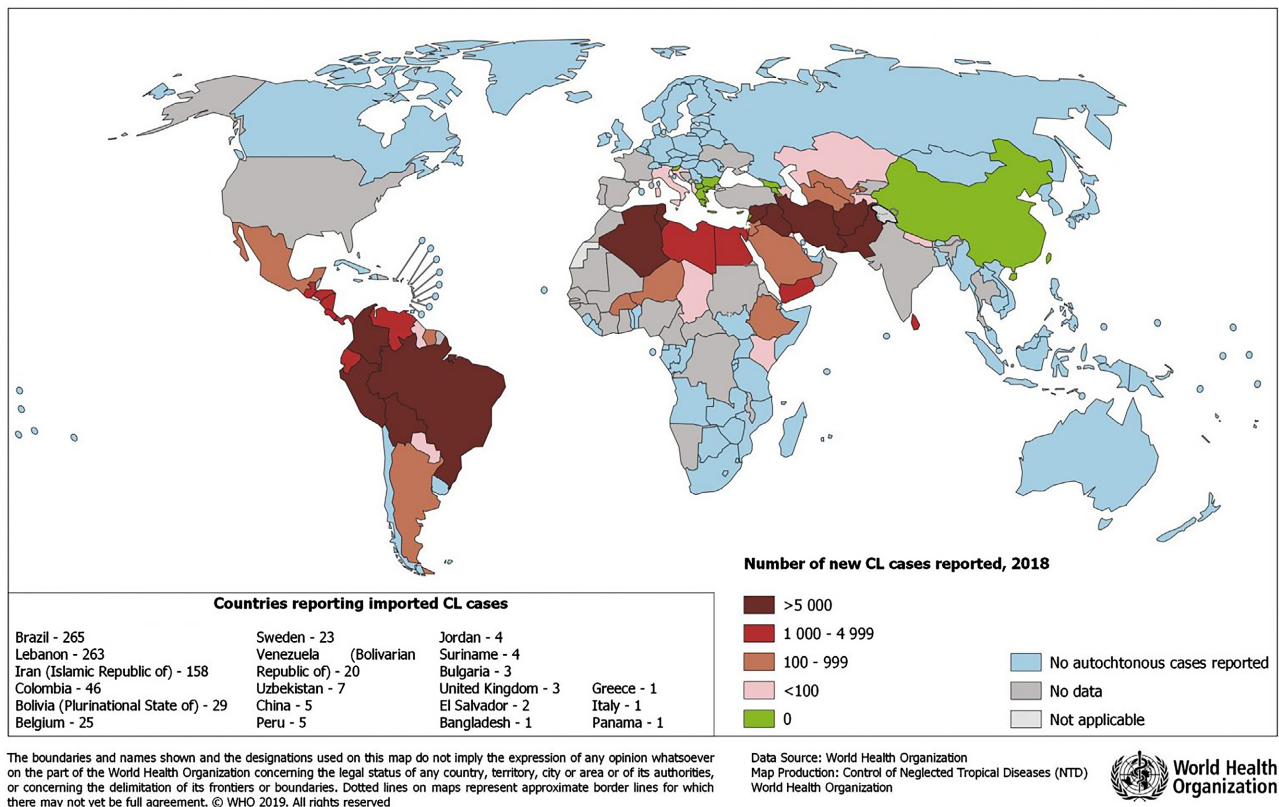 Number of new CL cases reported, 2018
>5 000
1 000 - 4 999
100 - 999
<100
0
No autochtonous cases reported
No data
Not applicable
Countries reporting imported CL cases
Brazil - 265
Lebanon - 263
Iran (Islamic Republic of) - 158
Colombia - 46
Bolivia (Plurinational State of) - 29
Belgium - 25
Sweden - 23
Venezuela (Bolivarian
Republic of) - 20
Uzbekistan - 7
China - 5
Peru - 5
Jordan - 4
Suriname - 4
Bulgaria - 3
United Kingdom - 3
El Salvador - 2
Bangladesh - 1
Greece - 1
Italy - 1
Panama - 1
The boundaries and names shown and the designations used on this map do not imply the expression of any opinion whatsoever
on the part of the World Health Organization concerning the legal status of any country, territory, city or area or of its authorities,
or concerning the delimitation of its frontiers or boundaries. Dotted lines on maps represent approximate border lines for which
there may not yet be full agreement. © WHO 2019. All rights reserved
Data Source: World Health Organization
Map Production: Control of Neglected Tropical Diseases (NTD)
World Health Organization
World Health
Organization